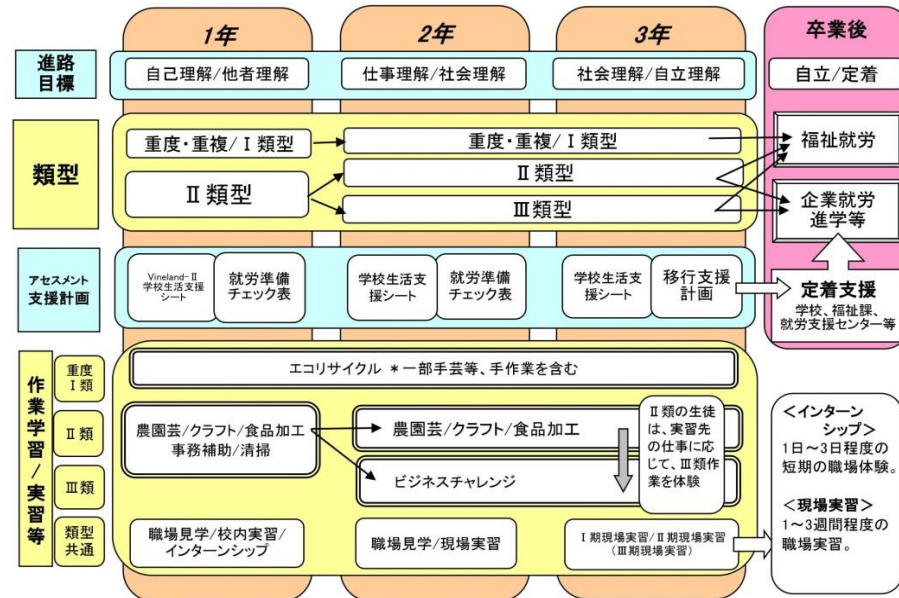 1年
2年
3年
卒業後
進路
目標
自己理解/他者理解
仕事理解/社会理解
社会理解/自立理解
自立/定着
類型
重度・重複/Ⅰ類型
重度・重複/Ⅰ類型
Ⅱ類型
Ⅱ類型
Ⅲ類型
福祉就労
企業就労
進学等
アセスメント
支援計画
Vineland-Ⅱ
学校生活支援
シート
就労準備
チェック表
学校生活支
援シート
就労準備
チェック表
学校生活支
援シート
移行支援
計画
定着支援
学校、福祉課、
就労支援センター等
作業学習/実習等
重度
Ⅰ類
Ⅱ類
Ⅲ類
類型
共通
エコリサイクル *一部手芸等、手作業を含む
農園芸/クラフト/食品加工
事務補助/清掃
農園芸/クラフト/食品加工
ビジネスチャレンジ
Ⅱ類の生徒
は、実習先
の仕事に応
じて、Ⅲ類作
業を体験
職場見学/校内実習/
インターンシップ
職場見学/現場実習
Ⅰ期現場実習/Ⅱ期現場実習
(Ⅲ期現場実習)
<インターン
シップ>
1日~3日程度の
短期の職場体験。
<現場実習>
1~3週間程度の
職場実習。